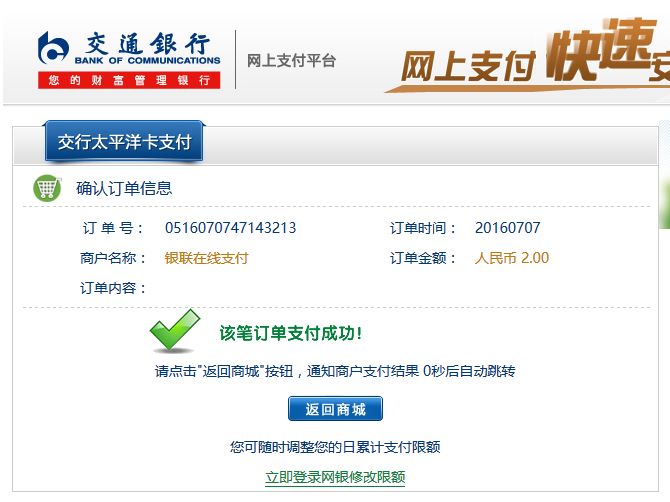 交通銀行
BANK OF COMMUNICATIONS
您的财富管理银行
网上支付平台
网上支付 快速安
交行太平洋卡支付
确认订单信息
订 单 号： 0516070747143213 订单时间： 20160707
商户名称： 银联在线支付 订单金额： 人民币 2.00
订单内容：
该笔订单支付成功！
请点击"返回商城"按钮，通知商户支付结果 0秒后自动跳转
返回商城
您可随时调整您的日累计支付限额
立即登录网银修改限额